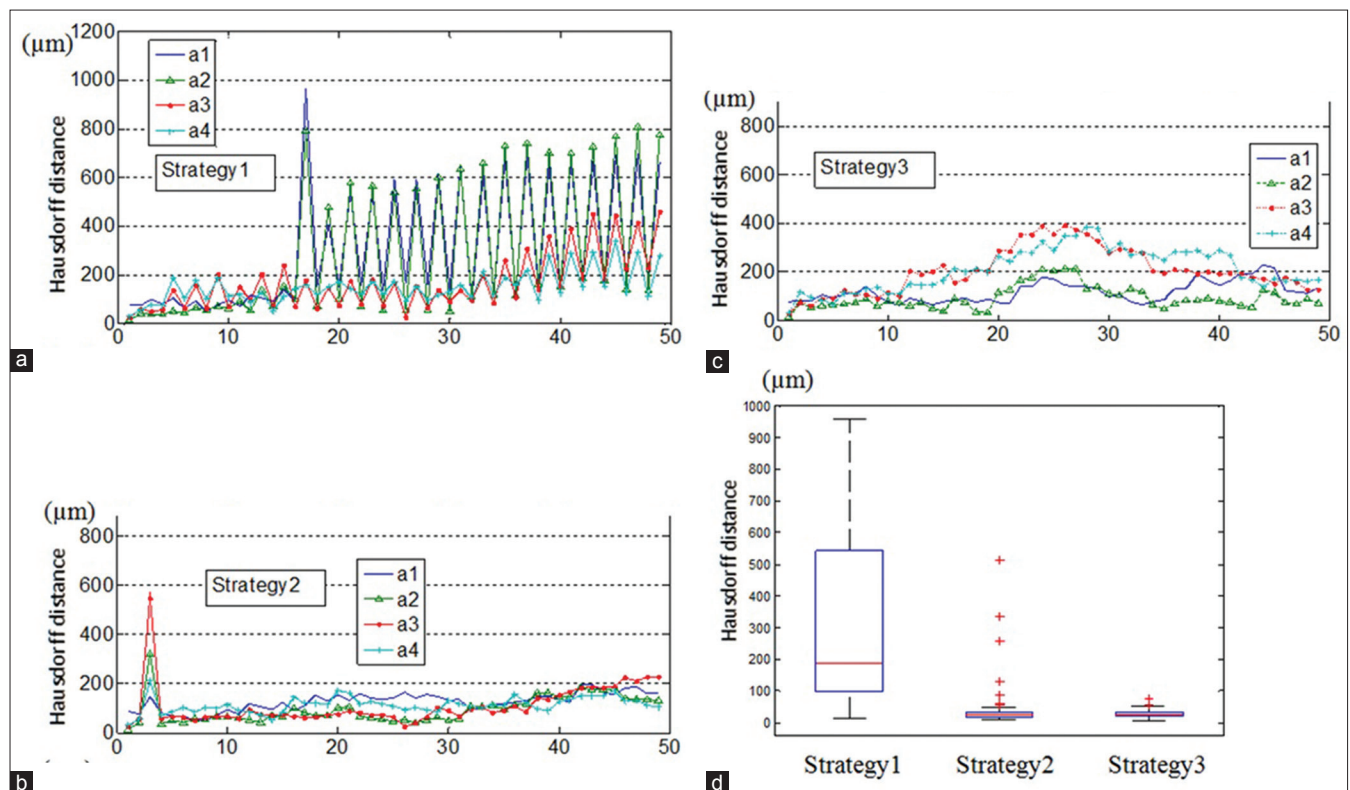 (µm)
1200
1000
800
600
400
200
0
Hausdorff distance
a1
a2
a3
a4
Strategy1
0 10 20 30 40 50
a
(µm)
800
600
400
200
0
Hausdorff distance
Strategy3
a1
a2
a3
a4
0 10 20 30 40 50
c
(µm)
800
600
400
200
0
Hausdorff distance
Strategy2
a1
a2
a3
a4
0 10 20 30 40 50
b
(µm)
1000
900
800
700
600
500
400
300
200
100
0
Hausdorff distance
Strategy1 Strategy2 Strategy3
d